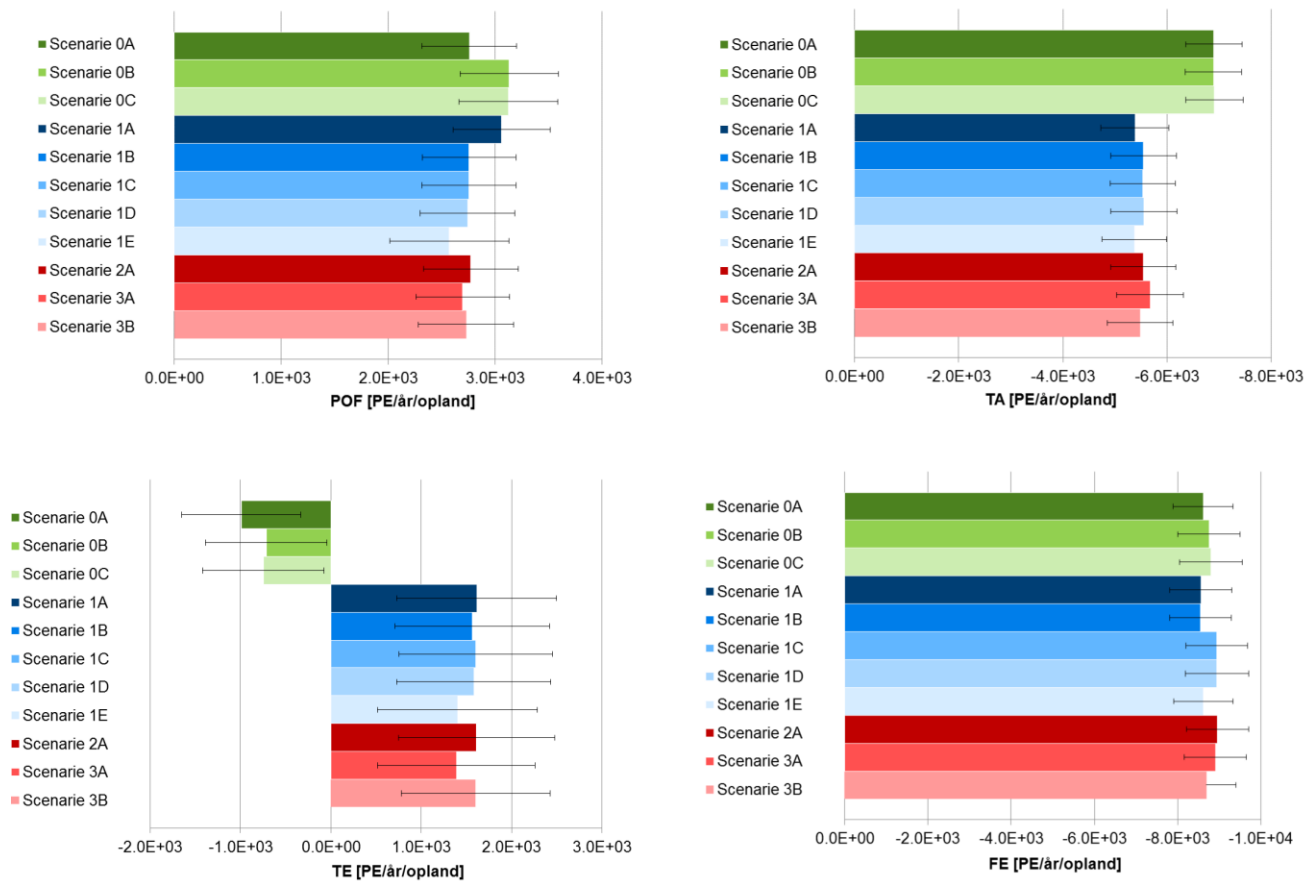 Scenarie 0A
Scenarie 0B
Scenarie 0C
Scenarie 1A
Scenarie 1B
Scenarie 1C
Scenarie 1D
Scenarie 1E
Scenarie 2A
Scenarie 3A
Scenarie 3B
0.0E+00 1.0E+03 2.0E+03 3.0E+03 4.0E+03
POF [PE/år/opland]
Scenarie 0A
Scenarie 0B
Scenarie 0C
Scenarie 1A
Scenarie 1B
Scenarie 1C
Scenarie 1D
Scenarie 1E
Scenarie 2A
Scenarie 3A
Scenarie 3B
0.0E+00 -2.0E+03 -4.0E+03 -6.0E+03 -8.0E+03
TA [PE/år/opland]
Scenarie 0A
Scenarie 0B
Scenarie 0C
Scenarie 1A
Scenarie 1B
Scenarie 1C
Scenarie 1D
Scenarie 1E
Scenarie 2A
Scenarie 3A
Scenarie 3B
-2.0E+03 -1.0E+03 0.0E+00 1.0E+03 2.0E+03 3.0E+03
TE [PE/år/opland]
Scenarie 0A
Scenarie 0B
Scenarie 0C
Scenarie 1A
Scenarie 1B
Scenarie 1C
Scenarie 1D
Scenarie 1E
Scenarie 2A
Scenarie 3A
Scenarie 3B
0.0E+00 -2.0E+03 -4.0E+03 -6.0E+03 -8.0E+03 -1.0E+04
FE [PE/år/opland]